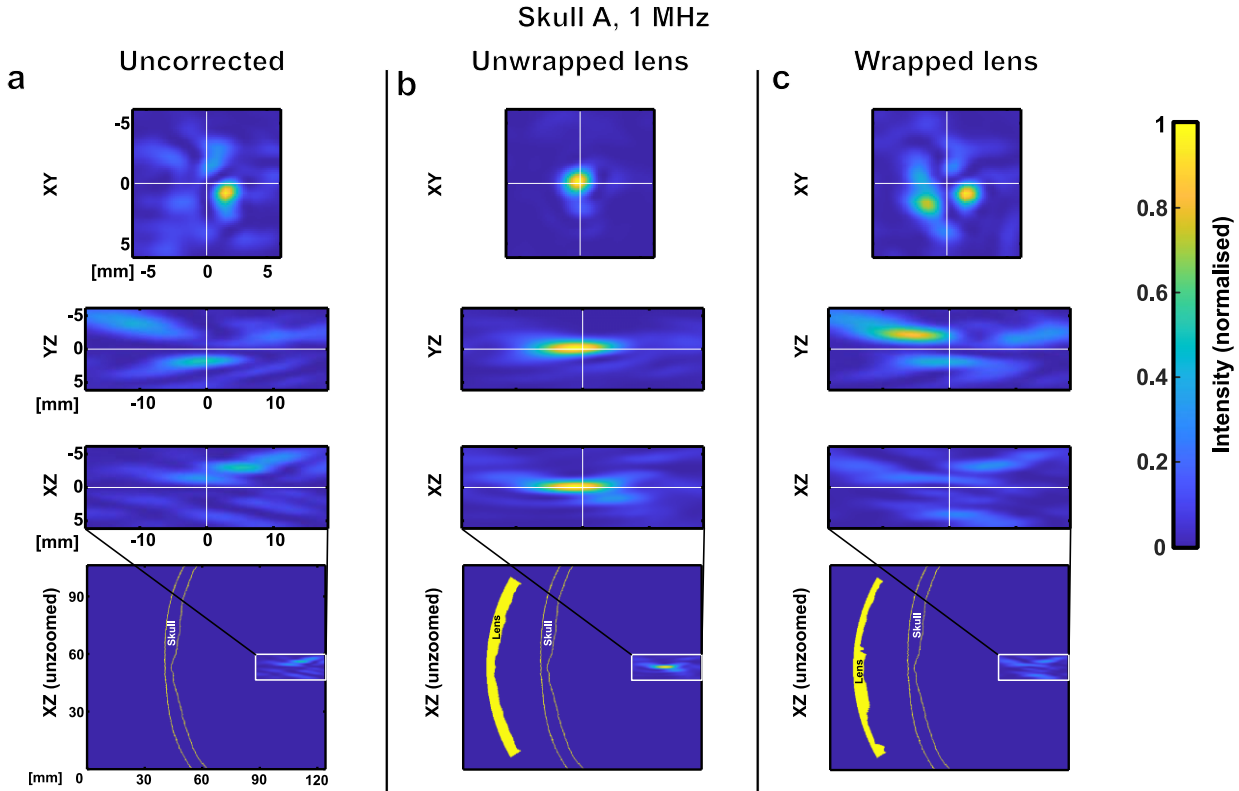 Skull A, 1 MHz
a
Uncorrected
XY
-5
0
5
[mm]
-5
0
5
YZ
-5
0
5
[mm]
-10
0
10
XZ
-5
0
5
[mm]
-10
0
10
XZ (unzoomed)
90
60
30
[mm]
0
30
60
90
120
Skull
b
Unwrapped lens
XY
YZ
XZ
XZ (unzoomed)
Lens
Skull
c
Wrapped lens
XY
YZ
XZ
XZ (unzoomed)
Lens
Skull
1
0.8
0.6
0.4
0.2
0
Intensity (normalised)